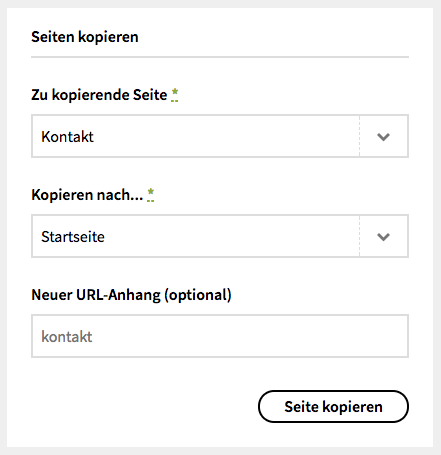 Seiten kopieren
Zu kopierende Seite *
Kontakt
Kopieren nach... *
Startseite
Neuer URL-Anhang (optional)
kontakt
Seite kopieren